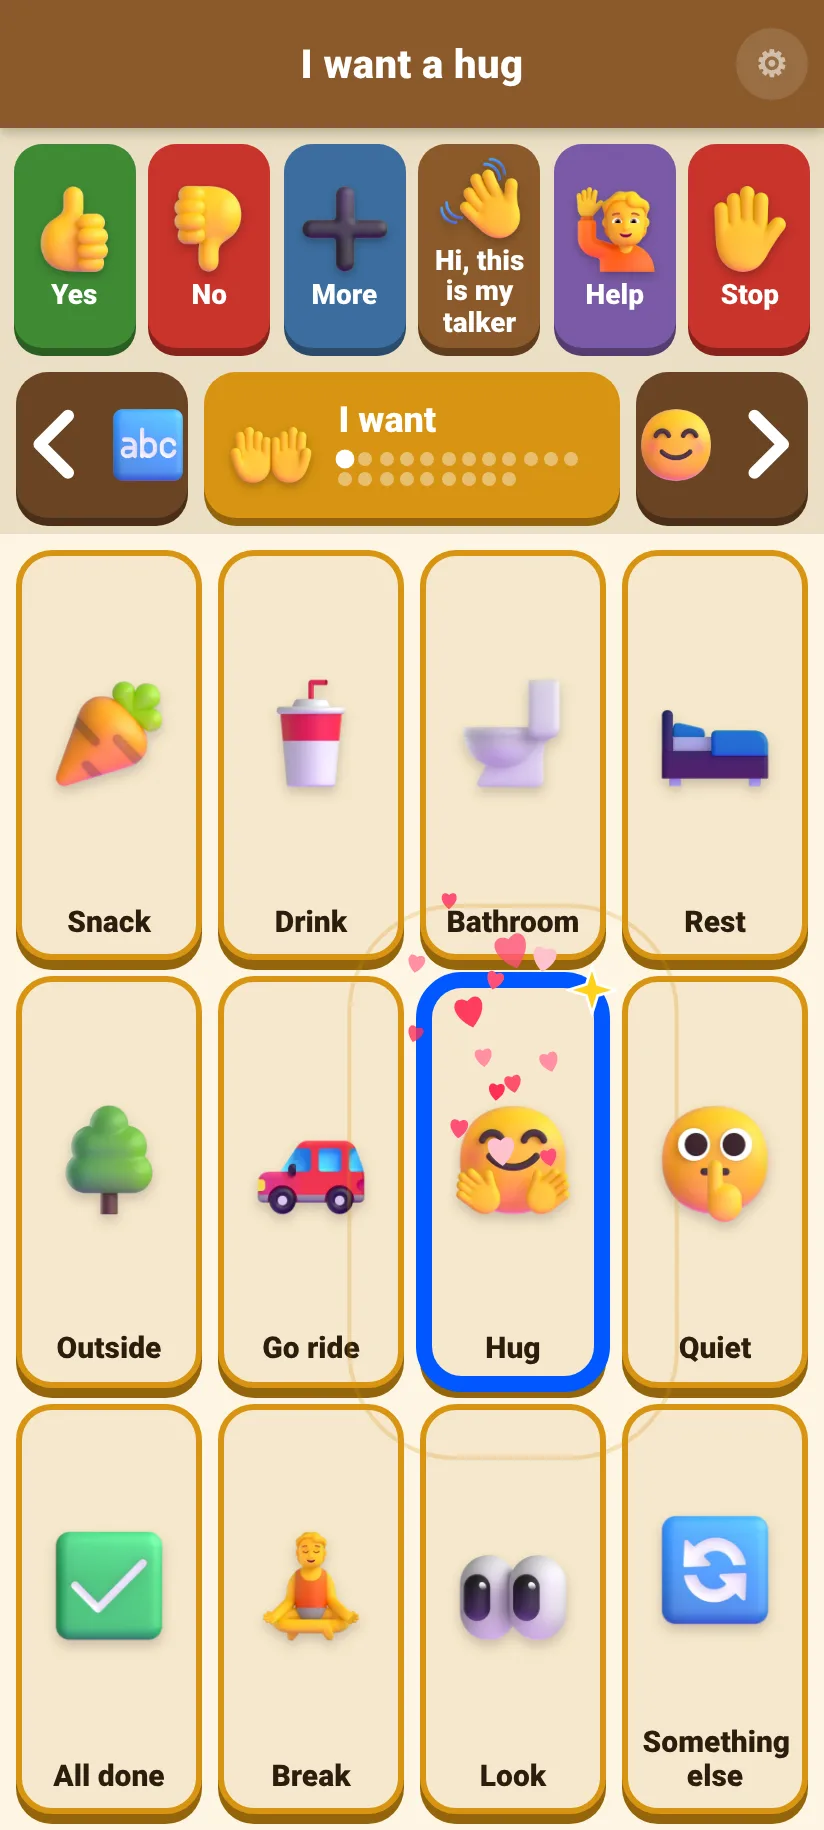 I want a hug
Yes
No
More
Hi, this
is my
talker
Help
Stop
abc
I want
Snack
Drink
Bathroom
Rest
Outside
Go ride
Hug
Quiet
All done
Break
Look
Something
else